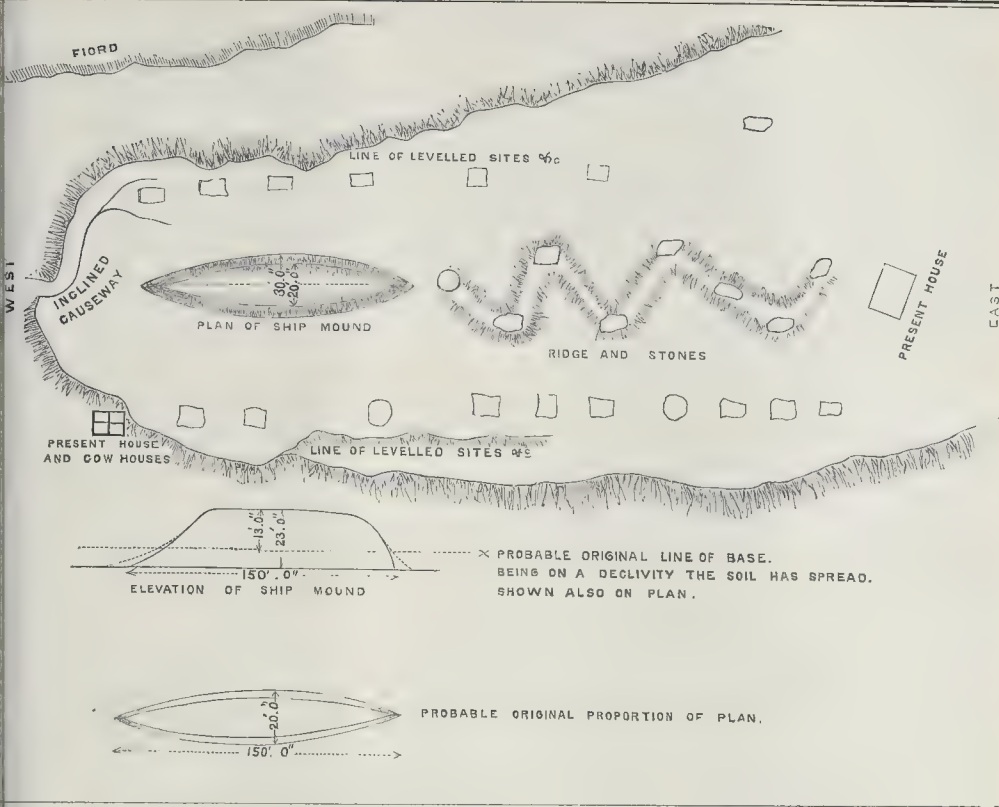 FIORD
LINE OF LEVELLED SITES &c
WEST
INCLINED
CAUSEWAY
30.0"
20.0"
PLAN OF SHIP MOUND
RIDGE AND STONES
PRESENT HOUSE
EAST
PRESENT HOUSE
AND COW HOUSES
LINE OF LEVELLED SITES &c
13'.0"
23'.0"
150'.0"
ELEVATION OF SHIP MOUND
X PROBABLE ORIGINAL LINE OF BASE.
BEING ON A DECLIVITY THE SOIL HAS SPREAD.
SHOWN ALSO ON PLAN.
20'.0"
150'. 0"
PROBABLE ORIGINAL PROPORTION OF PLAN.